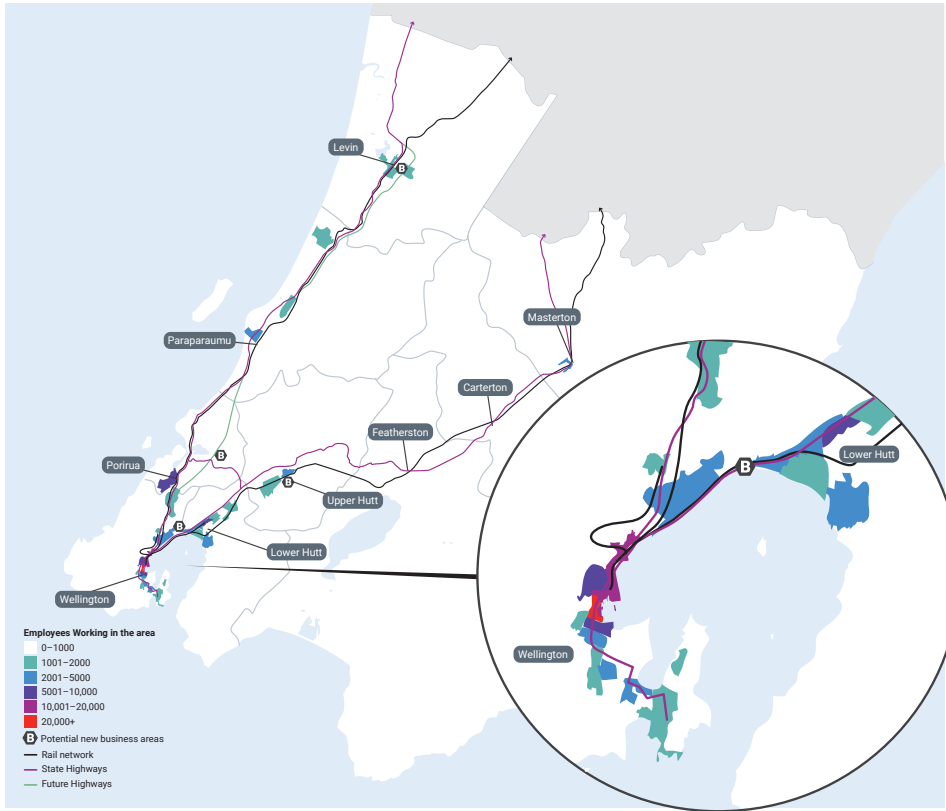 Levin
B
Masterton
Paraparaumu
Carterton
Featherston
B
Porirua
B
Upper Hutt
B
Lower Hutt
Wellington
B
Lower Hutt
Wellington
Employees Working in the area
0–1000
1001–2000
2001–5000
5001–10,000
10,001–20,000
20,000+
B Potential new business areas
Rail network
State Highways
Future Highways